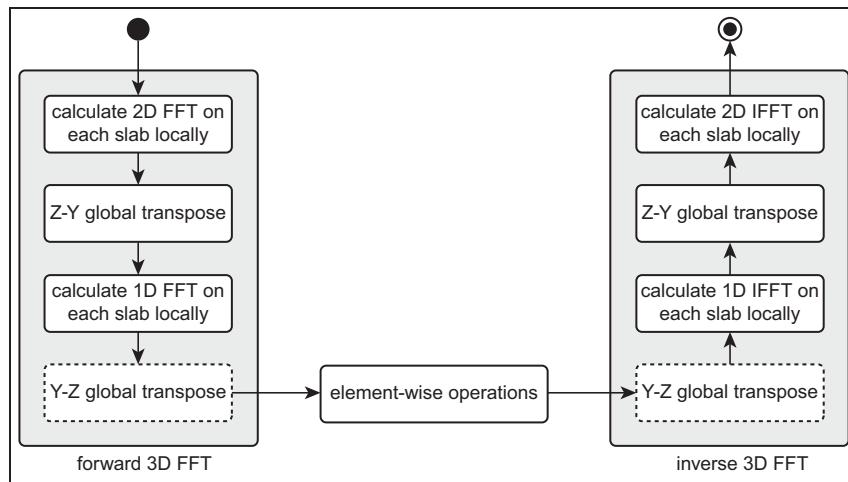 calculate 2D FFT on
each slab locally
Z-Y global transpose
calculate 1D FFT on
each slab locally
Y-Z global transpose
forward 3D FFT
element-wise operations
calculate 2D IFFT on
each slab locally
Z-Y global transpose
calculate 1D IFFT on
each slab locally
Y-Z global transpose
inverse 3D FFT